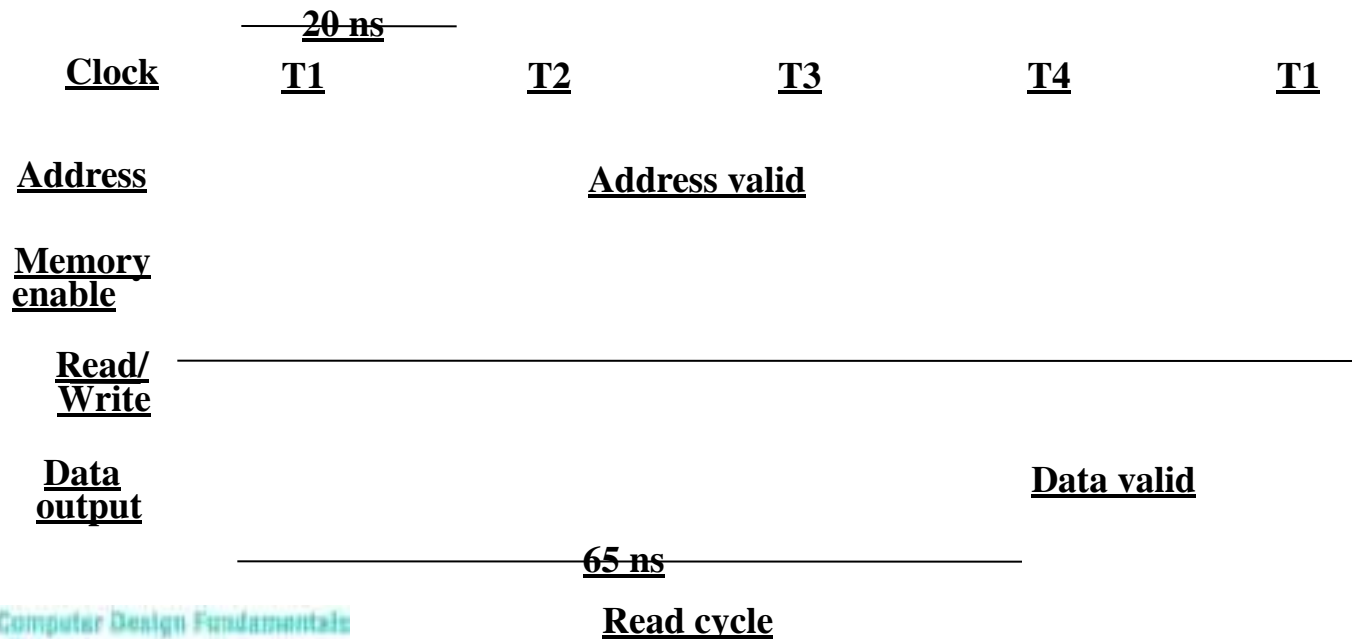 20 ns
Clock T1 T2 T3 T4 T1
Address Address valid
Memory
enable
Read/
Write
Data
output
Data valid
65 ns
Computer Design Fundamentals
Read cycle